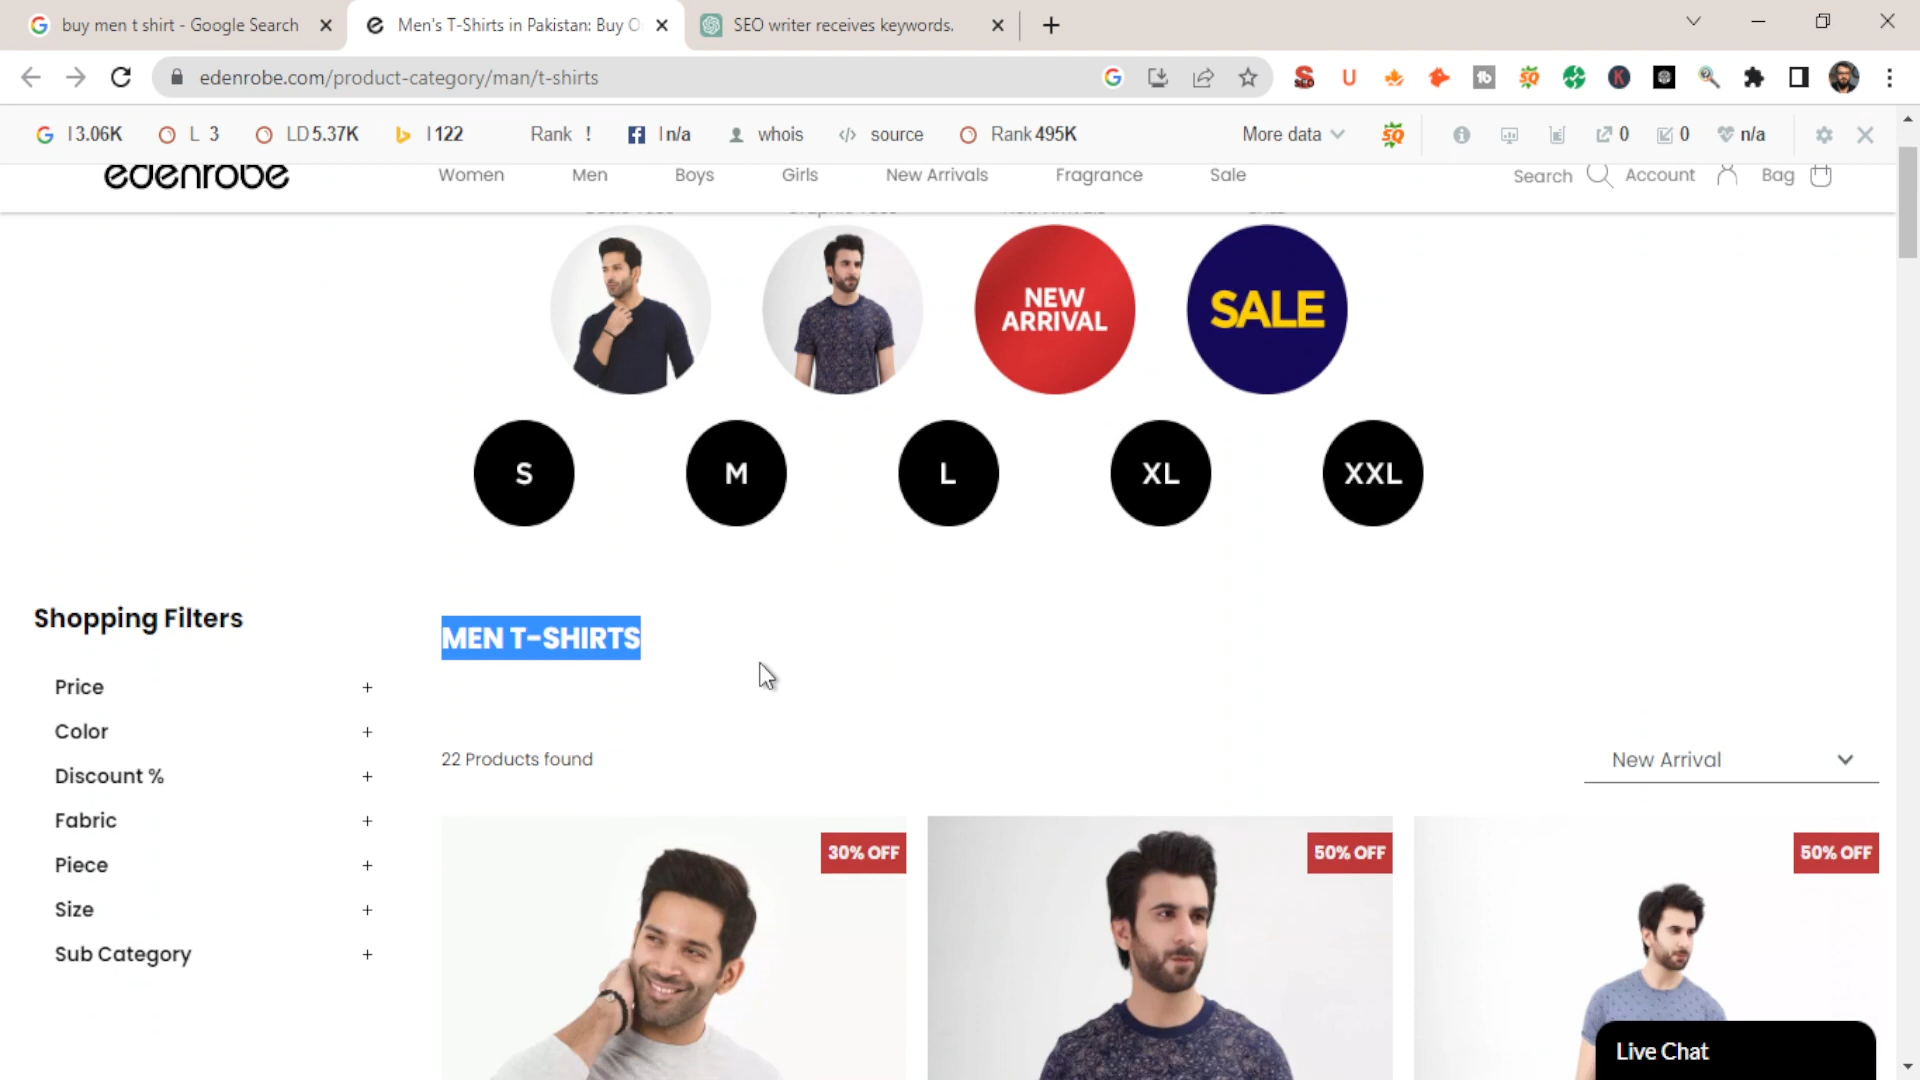 buy men t shirt - Google Search
Men's T-Shirts in Pakistan: Buy O
SEO writer receives keywords.
edenrobe.com/product-category/man/t-shirts
I 3.06K
L 3
LD 5.37K
I 122
Rank !
I n/a
whois
source
Rank 495K
More data
0
0
n/a
edenrobe
Women
Men
Boys
Girls
New Arrivals
Fragrance
Sale
Search
Account
Bag
NEW
ARRIVAL
SALE
S
M
L
XL
XXL
Shopping Filters
MEN T-SHIRTS
Price +
Color +
Discount % +
Fabric +
Piece +
Size +
Sub Category +
22 Products found
New Arrival
30% OFF
50% OFF
50% OFF
Live Chat